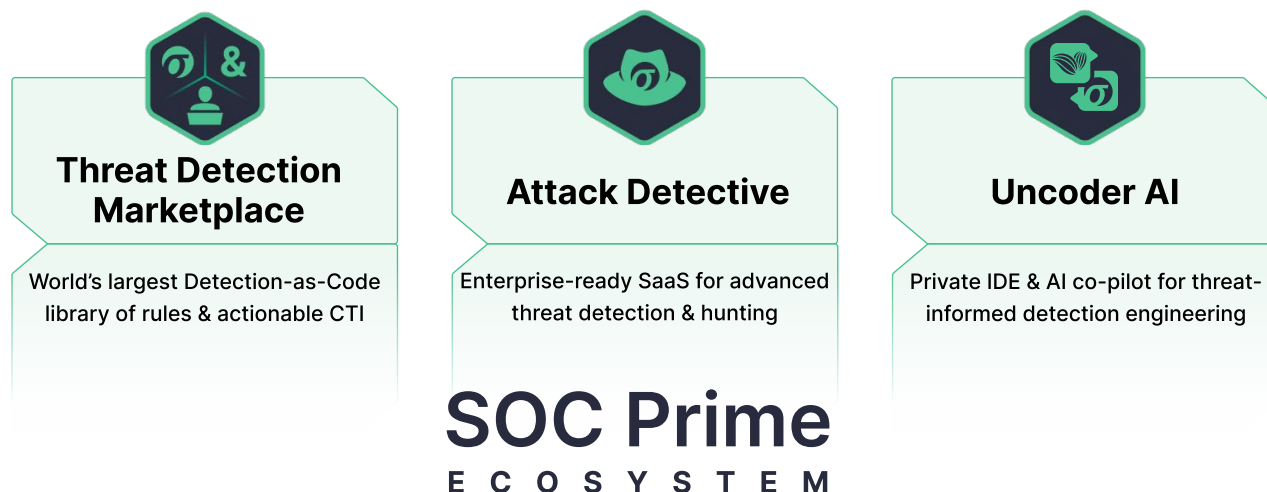 σ &
σ
σ
Threat Detection
Marketplace
World’s largest Detection-as-Code
library of rules & actionable CTI
Attack Detective
Enterprise-ready SaaS for advanced
threat detection & hunting
Uncoder AI
Private IDE & AI co-pilot for threat-
informed detection engineering
SOC Prime
ECOSYSTEM